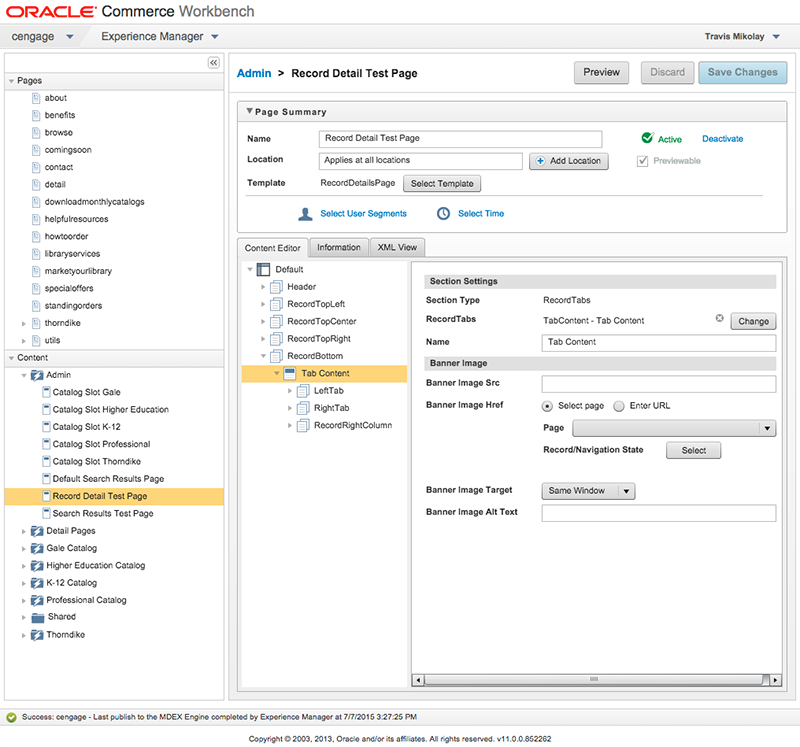 ORACLE Commerce Workbench
cengage Experience Manager Travis Mikolay
Pages
about
benefits
browse
comingsoon
contact
detail
downloadmonthlycatalogs
helpfulresources
howtoorder
libraryservices
marketyourlibrary
specialoffers
standingorders
thorndike
utils
Content
Admin
Catalog Slot Gale
Catalog Slot Higher Education
Catalog Slot K-12
Catalog Slot Professional
Catalog Slot Thorndike
Default Search Results Page
Record Detail Test Page
Search Results Test Page
Detail Pages
Gale Catalog
Higher Education Catalog
K-12 Catalog
Professional Catalog
Shared
Thorndike
Admin > Record Detail Test Page Preview Discard Save Changes
Page Summary
Name Record Detail Test Page Active Deactivate
Location Applies at all locations Add Location Previewable
Template RecordDetailsPage Select Template
Select User Segments Select Time
Content Editor Information XML View
Default
Header
RecordTopLeft
RecordTopCenter
RecordTopRight
RecordBottom
Tab Content
LeftTab
RightTab
RecordRightColumn
Section Settings
Section Type RecordTabs
RecordTabs TabContent - Tab Content Change
Name Tab Content
Banner Image
Banner Image Src
Banner Image Href Select page Enter URL
Page
Record/Navigation State Select
Banner Image Target Same Window
Banner Image Alt Text
Success: cengage - Last publish to the MDEX Engine completed by Experience Manager at 7/7/2015 3:27:25 PM
Copyright © 2003, 2013, Oracle and/or its affiliates. All rights reserved. v11.0.0.852262